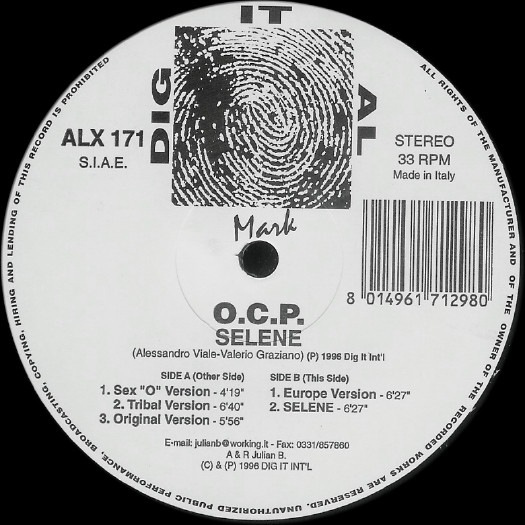 DIG IT AL
Mark
ALX 171
S.I.A.E.
STEREO
33 RPM
Made in Italy
8 014961 712980
O.C.P.
SELENE
(Alessandro Viale-Valerio Graziano) (P) 1996 Dig It Int'l
SIDE A (Other Side)
1. Sex "O" Version - 4'19"
2. Tribal Version - 6'40"
3. Original Version - 5'56"
SIDE B (This Side)
1. Europe Version - 6'27"
2. SELENE - 6'27"
E-mail: julianb@working.it - Fax: 0331/857860
A & R Julian B.
(C) & (P) 1996 DIG IT INT'L
ALL RIGHTS OF THE MANUFACTURER AND OF THE OWNER OF THE RECORDED WORKS ARE RESERVED. UNAUTHORIZED PUBLIC PERFORMANCE, BROADCASTING, COPYING, HIRING AND LENDING OF THIS RECORD IS PROHIBITED